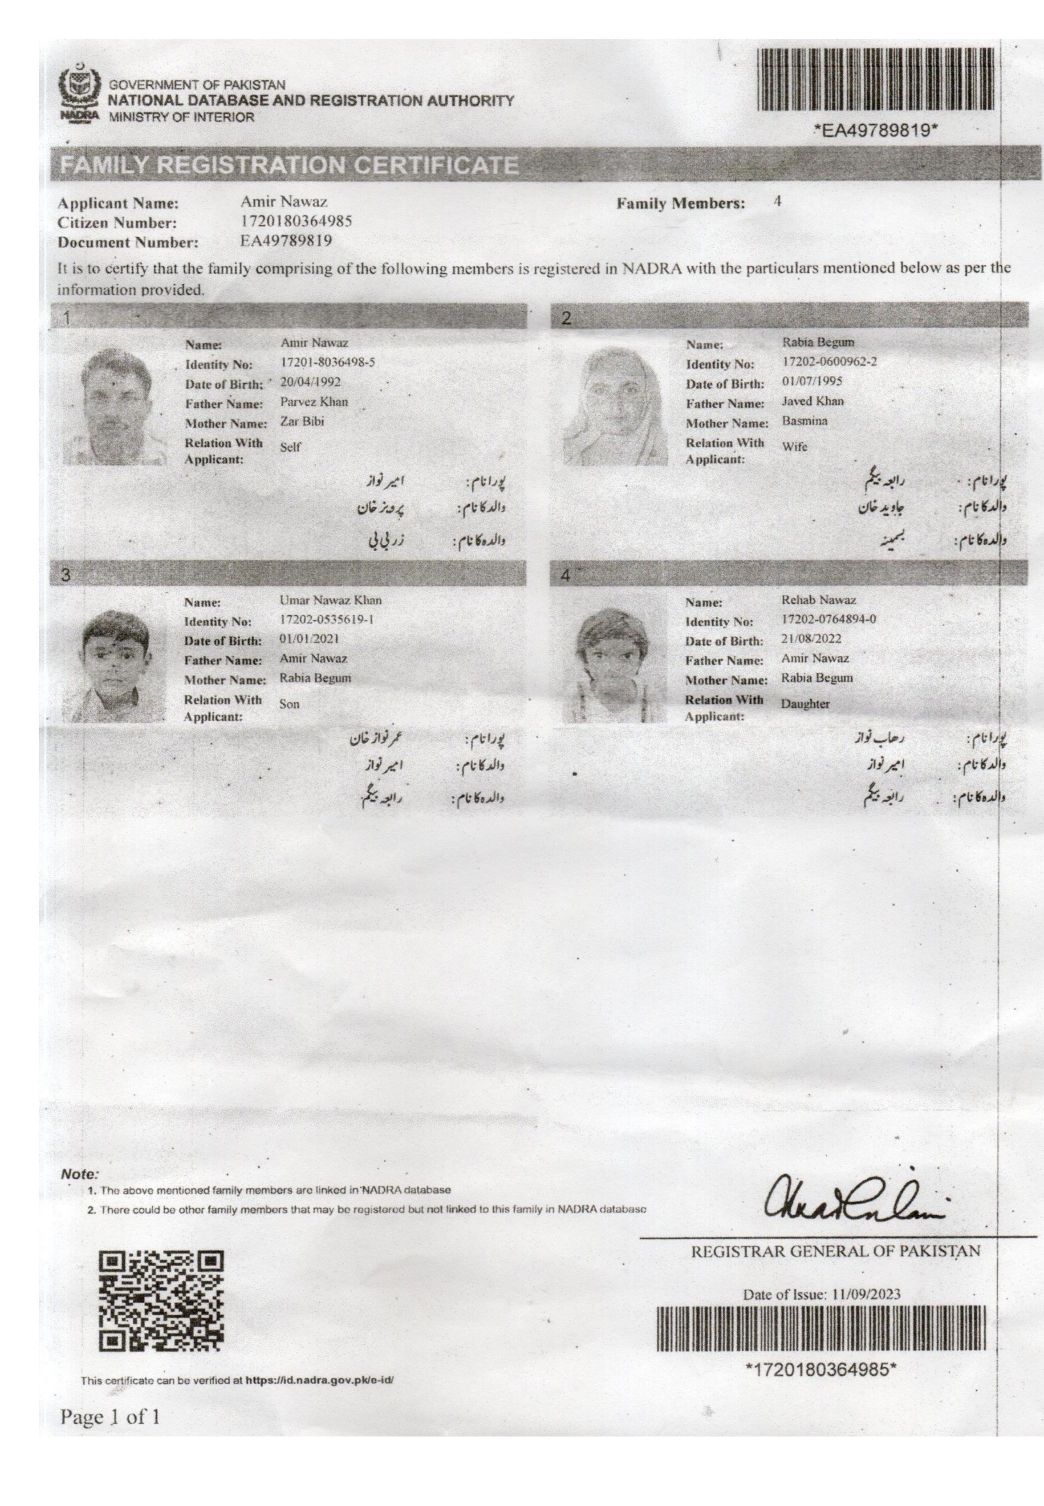 GOVERNMENT OF PAKISTAN
NATIONAL DATABASE AND REGISTRATION AUTHORITY
NADRA MINISTRY OF INTERIOR
*EA49789819*
FAMILY REGISTRATION CERTIFICATE
Applicant Name: Amir Nawaz Family Members: 4
Citizen Number: 1720180364985
Document Number: EA49789819
It is to certify that the family comprising of the following members is registered in NADRA with the particulars mentioned below as per the
information provided.
1
Name: Amir Nawaz
Identity No: 17201-8036498-5
Date of Birth: 20/04/1992
Father Name: Parvez Khan
Mother Name: Zar Bibi
Relation With Self
Applicant:
پورا نام: امیر نواز
والد کا نام: پرویز خان
والدہ کا نام: زر بی بی
2
Name: Rabia Begum
Identity No: 17202-0600962-2
Date of Birth: 01/07/1995
Father Name: Javed Khan
Mother Name: Basmina
Relation With Wife
Applicant:
پورا نام: رابعہ بیگم
والد کا نام: جاوید خان
والدہ کا نام: بسمینہ
3
Name: Umar Nawaz Khan
Identity No: 17202-0535619-1
Date of Birth: 01/01/2021
Father Name: Amir Nawaz
Mother Name: Rabia Begum
Relation With Son
Applicant:
پورا نام: عمر نواز خان
والد کا نام: امیر نواز
والدہ کا نام: رابعہ بیگم
4
Name: Rehab Nawaz
Identity No: 17202-0764894-0
Date of Birth: 21/08/2022
Father Name: Amir Nawaz
Mother Name: Rabia Begum
Relation With Daughter
Applicant:
پورا نام: رحاب نواز
والد کا نام: امیر نواز
والدہ کا نام: رابعہ بیگم
Note:
1. The above mentioned family members are linked in NADRA database
2. There could be other family members that may be registered but not linked to this family in NADRA database
REGISTRAR GENERAL OF PAKISTAN
Date of Issue: 11/09/2023
*1720180364985*
This certificate can be verified at https://id.nadra.gov.pk/e-id/
Page 1 of 1